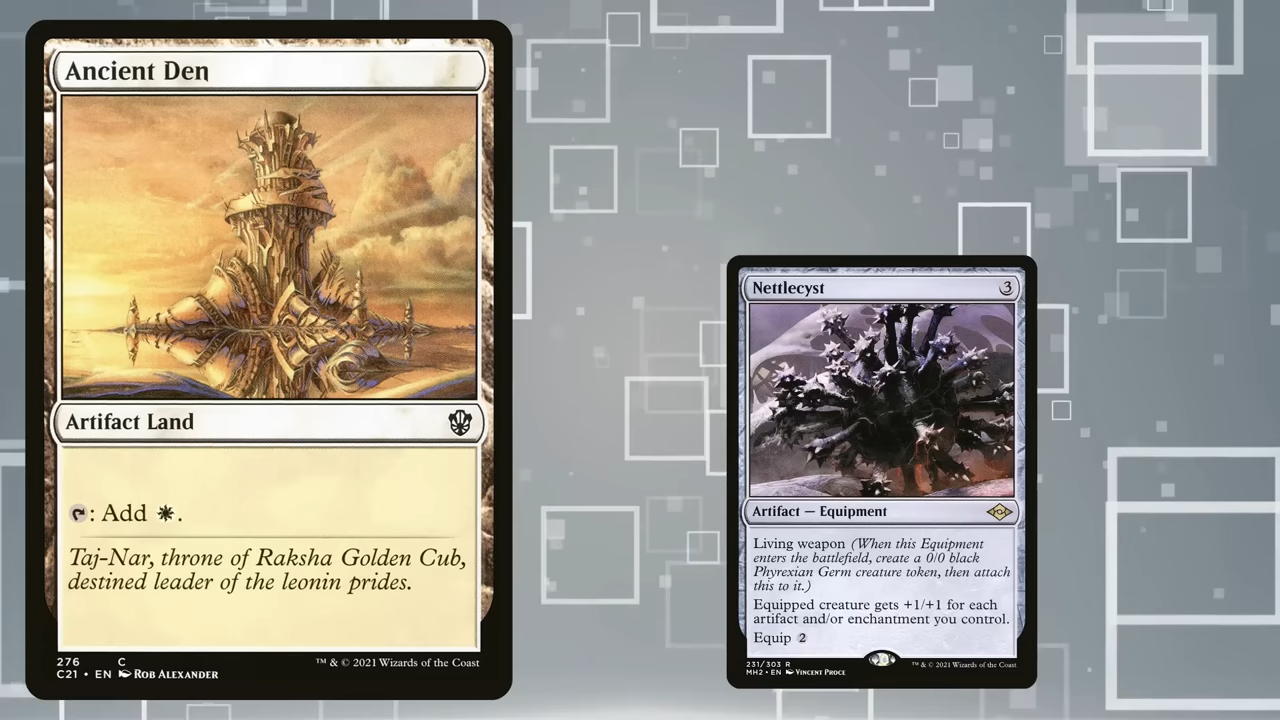 Ancient Den
Artifact Land
: Add .
Taj-Nar, throne of Raksha Golden Cub,
destined leader of the leonin prides.
276 C
C21 • EN ROB ALEXANDER
™ & © 2021 Wizards of the Coast
Nettlecyst 3
Artifact — Equipment
Living weapon (When this Equipment
enters the battlefield, create a 0/0 black
Phyrexian Germ creature token, then attach
this to it.)
Equipped creature gets +1/+1 for each
artifact and/or enchantment you control.
Equip 2
231/303 R
MH2 • EN VINCENT PROCE
™ & © 2021 Wizards of the Coast